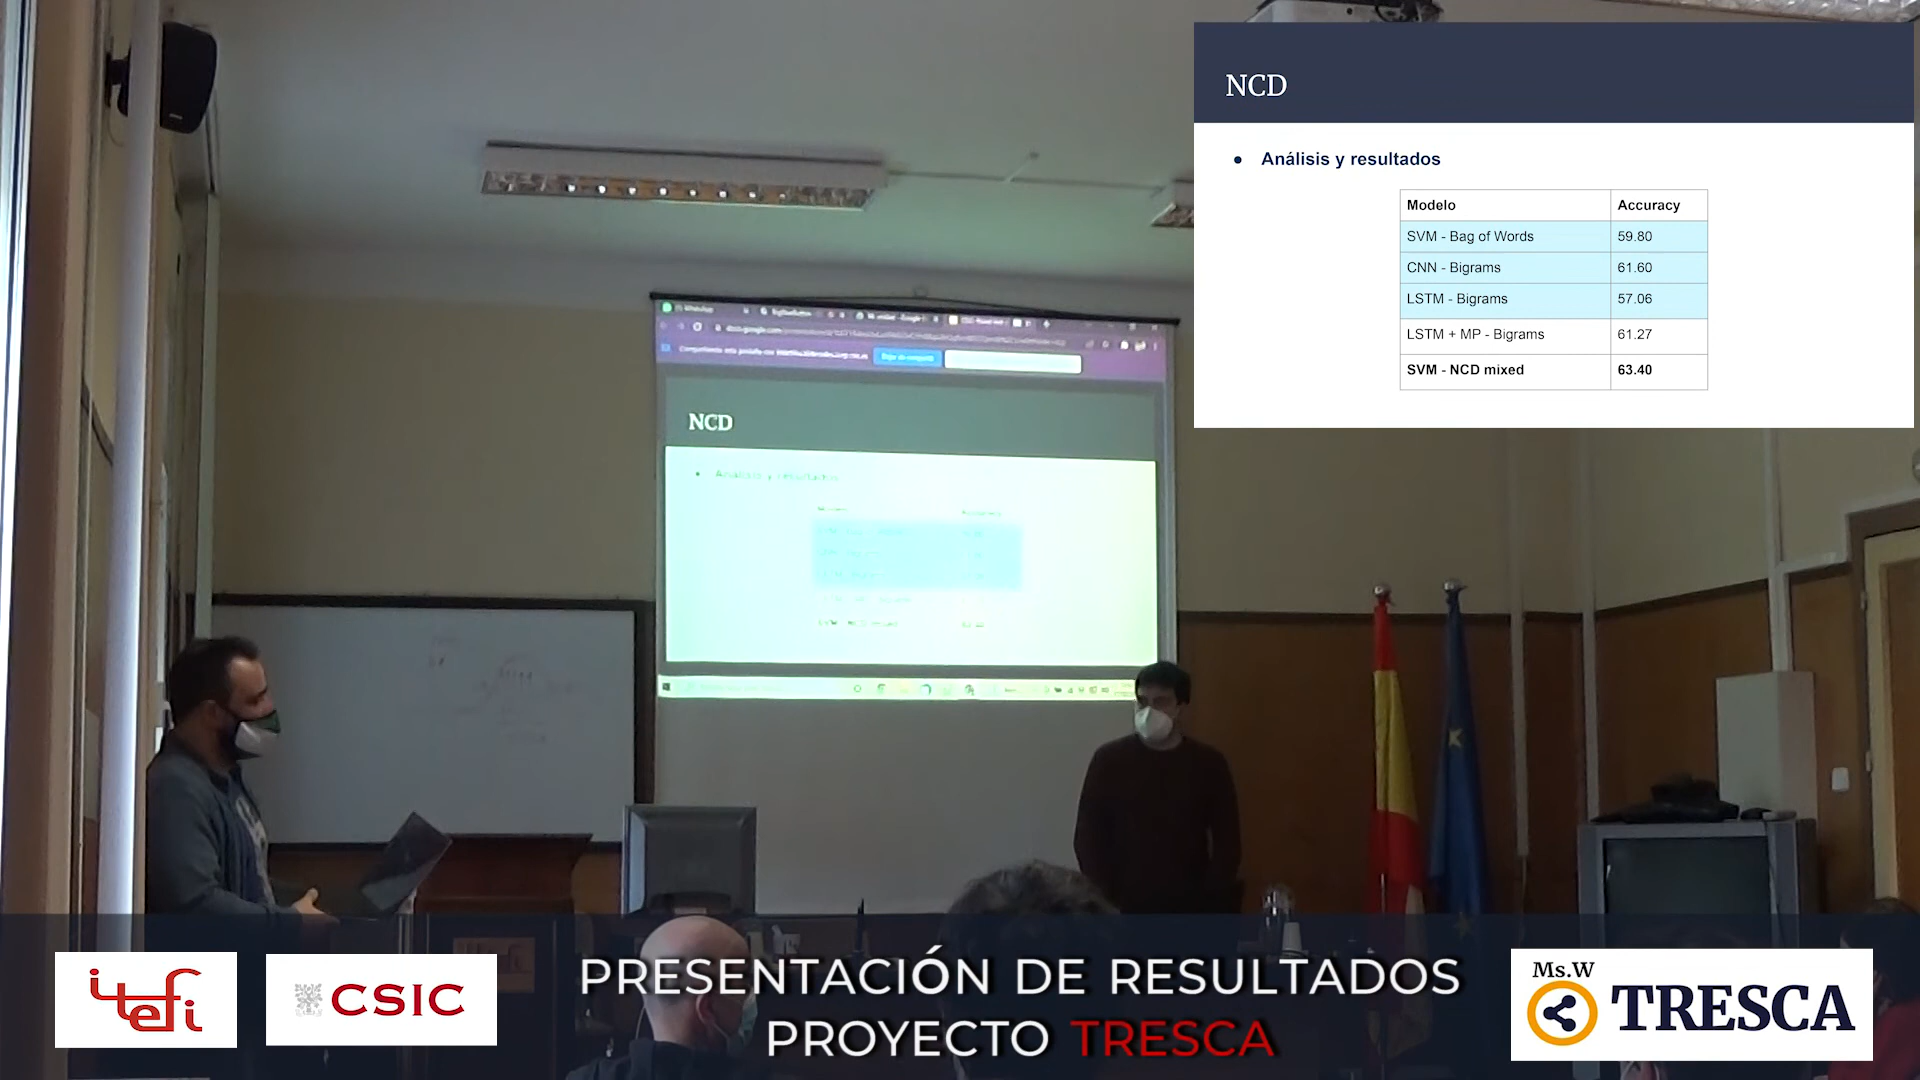 NCD
• Análisis y resultados
Modelo Accuracy
SVM - Bag of Words 59.80
CNN - Bigrams 61.60
LSTM - Bigrams 57.06
LSTM + MP - Bigrams 61.27
SVM - NCD mixed 63.40
NCD
• Análisis y resultados
itefi
CSIC
PRESENTACIÓN DE RESULTADOS
PROYECTO TRESCA
Ms.W
TRESCA